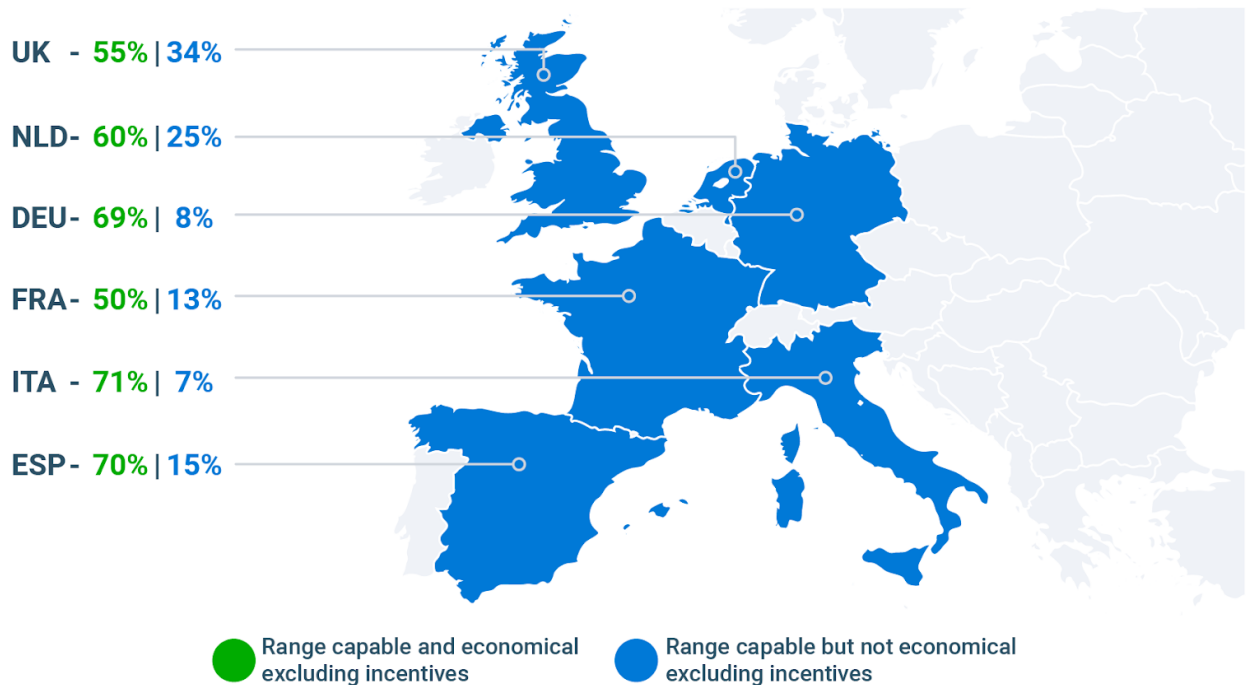 UK - 55% | 34%
NLD- 60% | 25%
DEU- 69% | 8%
FRA- 50% | 13%
ITA - 71% | 7%
ESP- 70% | 15%
Range capable and economical
excluding incentives
Range capable but not economical
excluding incentives